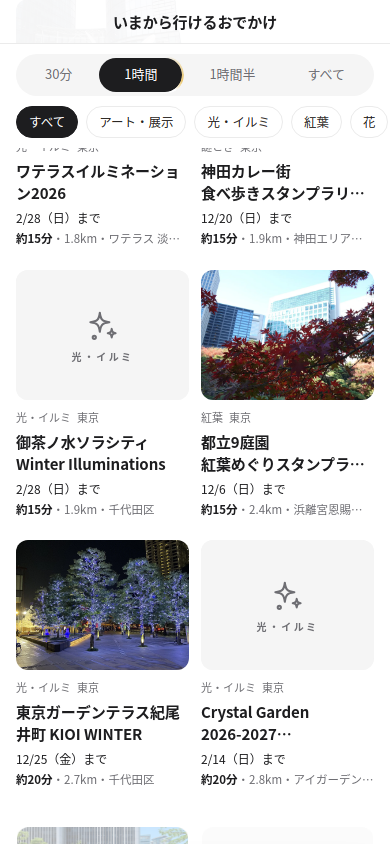 いまから行けるおでかけ
30分
1時間
1時間半
すべて
すべて
アート・展示
光・イルミ
紅葉
花
ワテラスイルミネーショ
ン2026
2/28（日）まで
約15分・1.8km・ワテラス 淡…
神田カレー街
食べ歩きスタンプラリ…
12/20（日）まで
約15分・1.9km・神田エリア…
光・イルミ
光・イルミ 東京
御茶ノ水ソラシティ
Winter Illuminations
2/28（日）まで
約15分・1.9km・千代田区
紅葉 東京
都立9庭園
紅葉めぐりスタンプラ…
12/6（日）まで
約15分・2.4km・浜離宮恩賜…
光・イルミ 東京
東京ガーデンテラス紀尾
井町 KIOI WINTER
12/25（金）まで
約20分・2.7km・千代田区
光・イルミ
光・イルミ 東京
Crystal Garden
2026-2027…
2/14（日）まで
約20分・2.8km・アイガーデン…